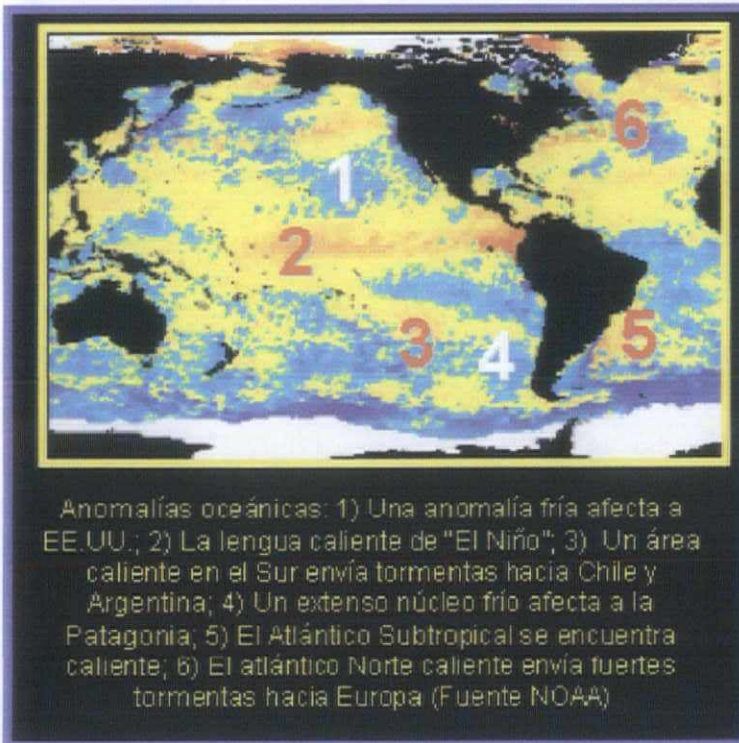 1
2
3
4
5
6
Anomalías oceánicas: 1) Una anomalía fría afecta a
EE.UU.; 2) La lengua caliente de "El Niño"; 3) Un área
caliente en el Sur envía tormentas hacia Chile y
Argentina; 4) Un extenso núcleo frío afecta a la
Patagonia; 5) El Atlántico Subtropical se encuentra
caliente; 6) El atlántico Norte caliente envía fuertes
tormentas hacia Europa (Fuente NOAA)